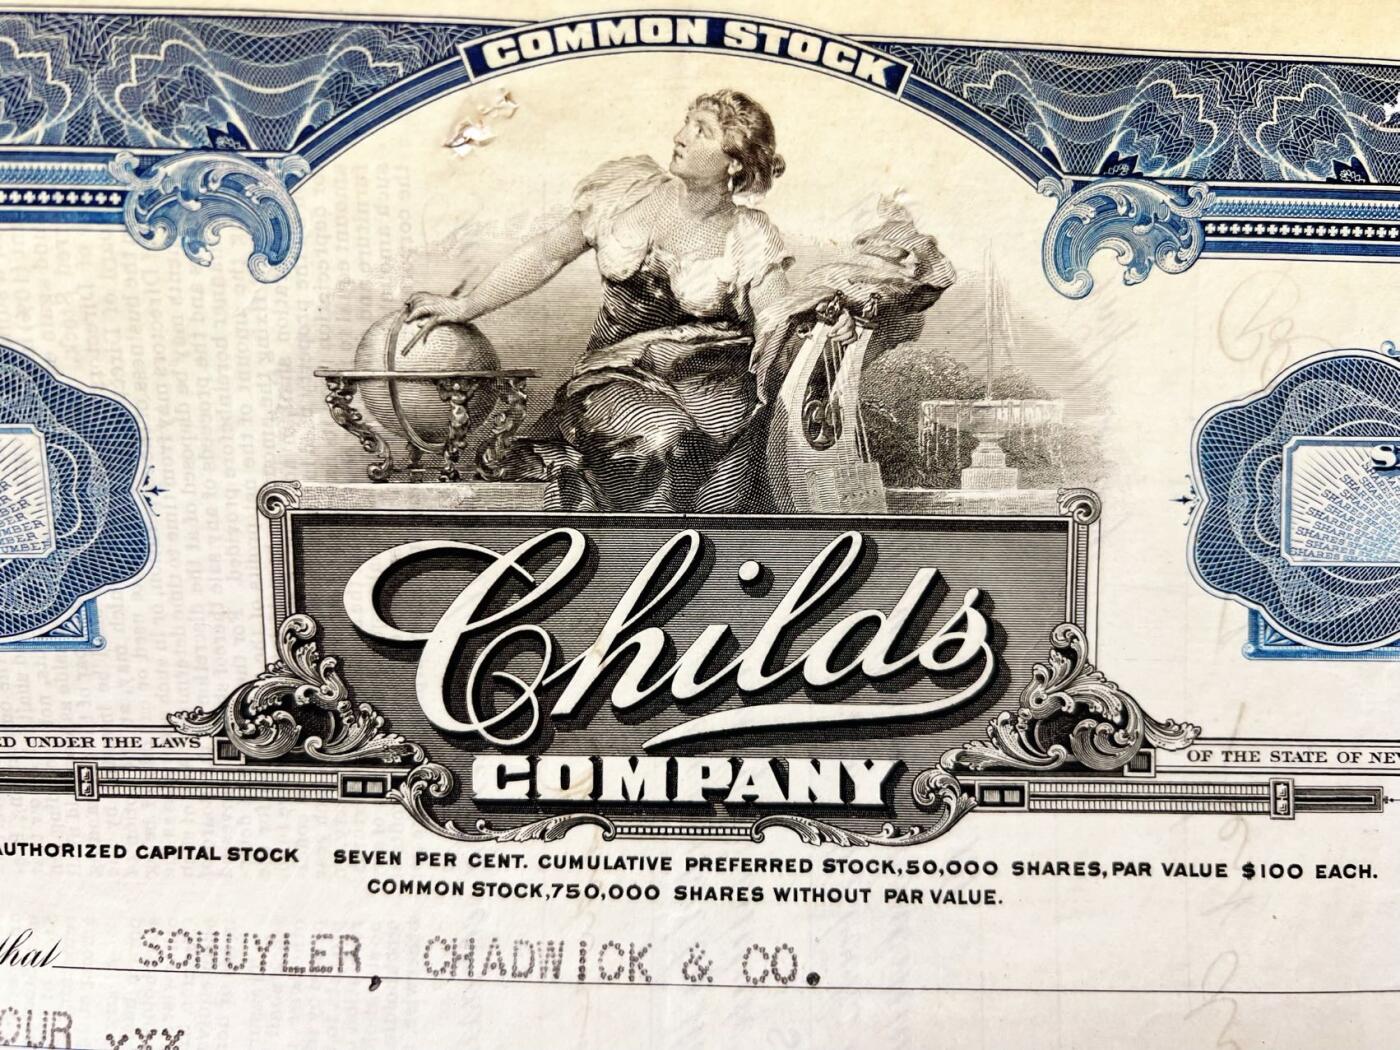 COMMON STOCK
Childs
COMPANY
ED UNDER THE LAWS OF THE STATE OF NEW
AUTHORIZED CAPITAL STOCK SEVEN PER CENT. CUMULATIVE PREFERRED STOCK, 50,000 SHARES, PAR VALUE $100 EACH.
COMMON STOCK, 750,000 SHARES WITHOUT PAR VALUE.
that SCHUYLER, CHADWICK & CO.
OUR xxx